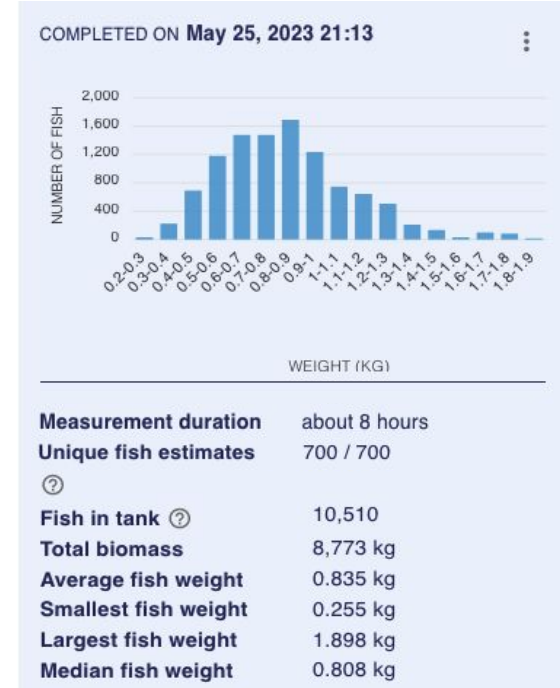 COMPLETED ON May 25, 2023 21:13
NUMBER OF FISH
2,000
1,600
1,200
800
400
0
0.2-0.3
0.3-0.4
0.4-0.5
0.5-0.6
0.6-0.7
0.7-0.8
0.8-0.9
0.9-1
1-1.1
1.1-1.2
1.2-1.3
1.3-1.4
1.4-1.5
1.5-1.6
1.6-1.7
1.7-1.8
1.8-1.9
WEIGHT (KG)
Measurement duration about 8 hours
Unique fish estimates 700 / 700
?
Fish in tank ? 10,510
Total biomass 8,773 kg
Average fish weight 0.835 kg
Smallest fish weight 0.255 kg
Largest fish weight 1.898 kg
Median fish weight 0.808 kg